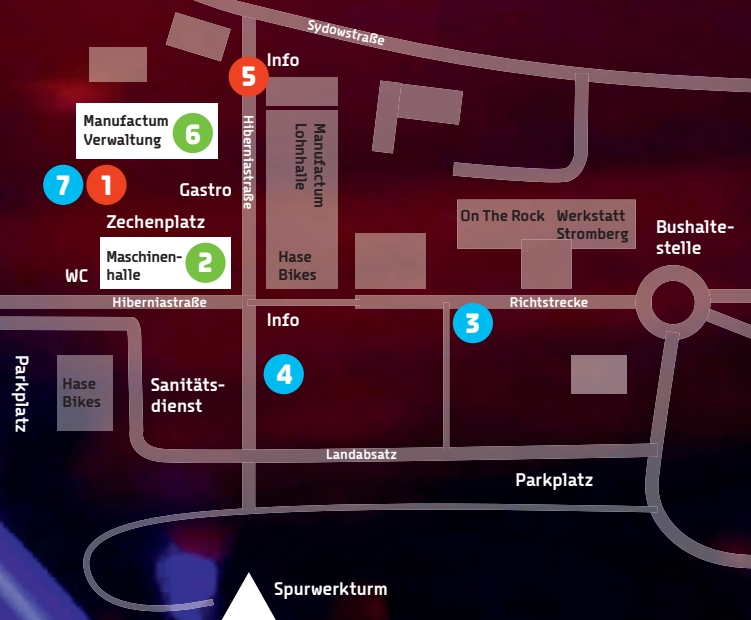 Sydowstraße
Info
5
Manufactum
Verwaltung
6
Hiberniastraße
Manufactum
Lohnhalle
7
1
Gastro
Zechenplatz
On The Rock
Werkstatt
Stromberg
Bushalte-
stelle
Maschinen-
halle
2
Hase
Bikes
WC
Hiberniastraße
Richtstrecke
Info
3
Parkplatz
Hase
Bikes
Sanitäts-
dienst
4
Landabsatz
Parkplatz
Spurwerkturm